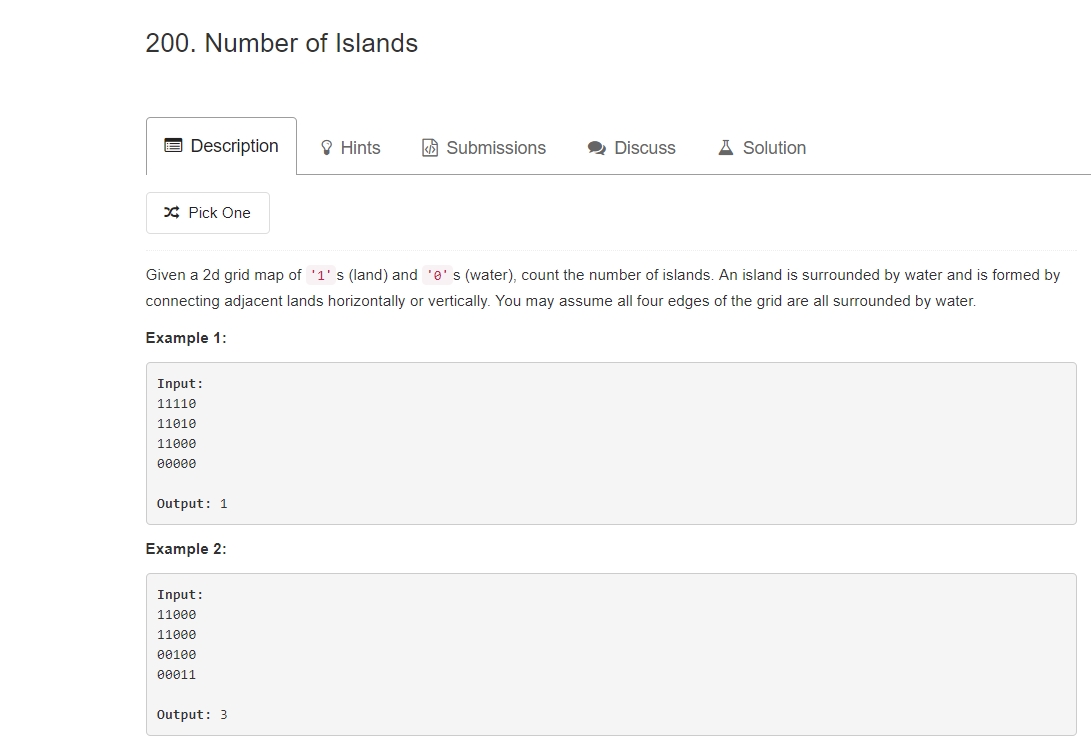 200. Number of Islands
Description Hints Submissions Discuss Solution
Pick One
Given a 2d grid map of '1's (land) and '0's (water), count the number of islands. An island is surrounded by water and is formed by
connecting adjacent lands horizontally or vertically. You may assume all four edges of the grid are all surrounded by water.
Example 1:
Input:
11110
11010
11000
00000
Output: 1
Example 2:
Input:
11000
11000
00100
00011
Output: 3